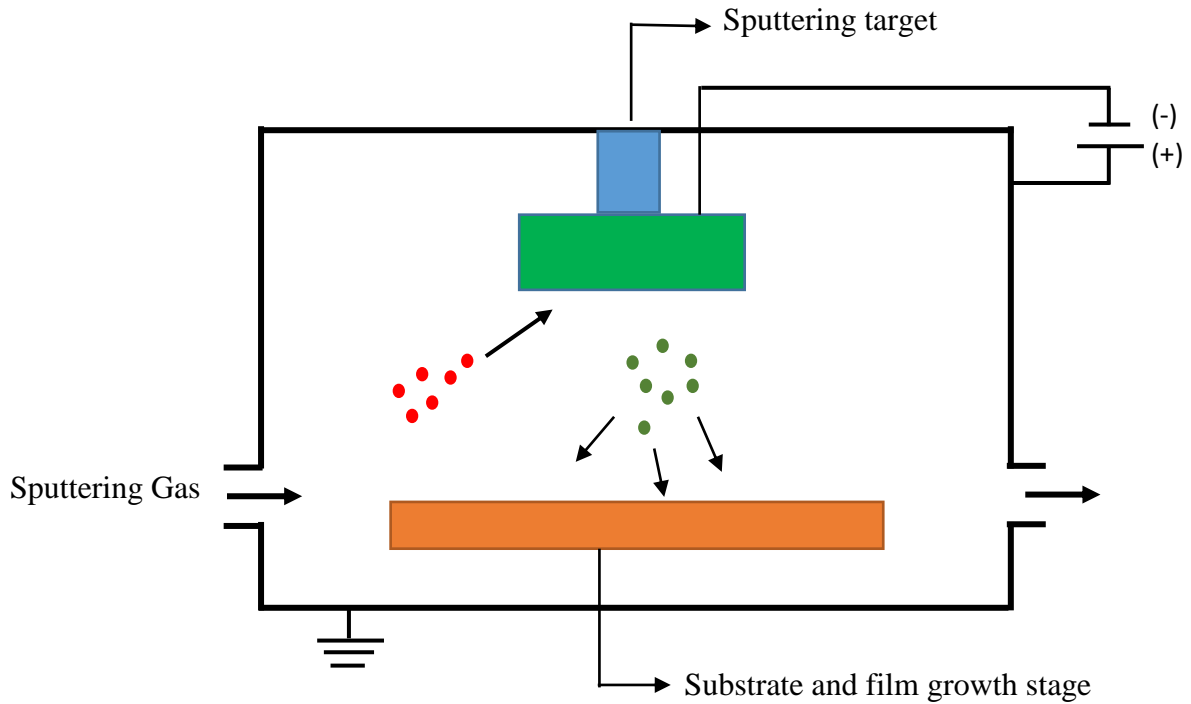 Sputtering target
(-)
(+)
Sputtering Gas
Substrate and film growth stage